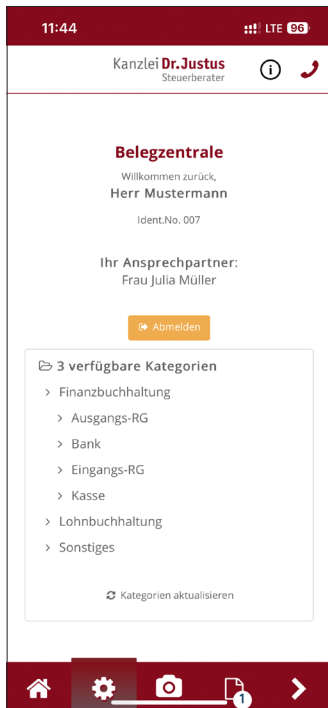 11:44 LTE 96
Kanzlei Dr.Justus
Steuerberater
Belegzentrale
Willkommen zurück,
Herr Mustermann
Ident.No. 007
Ihr Ansprechpartner:
Frau Julia Müller
Abmelden
3 verfügbare Kategorien
Finanzbuchhaltung
Ausgangs-RG
Bank
Eingangs-RG
Kasse
Lohnbuchhaltung
Sonstiges
Kategorien aktualisieren
1